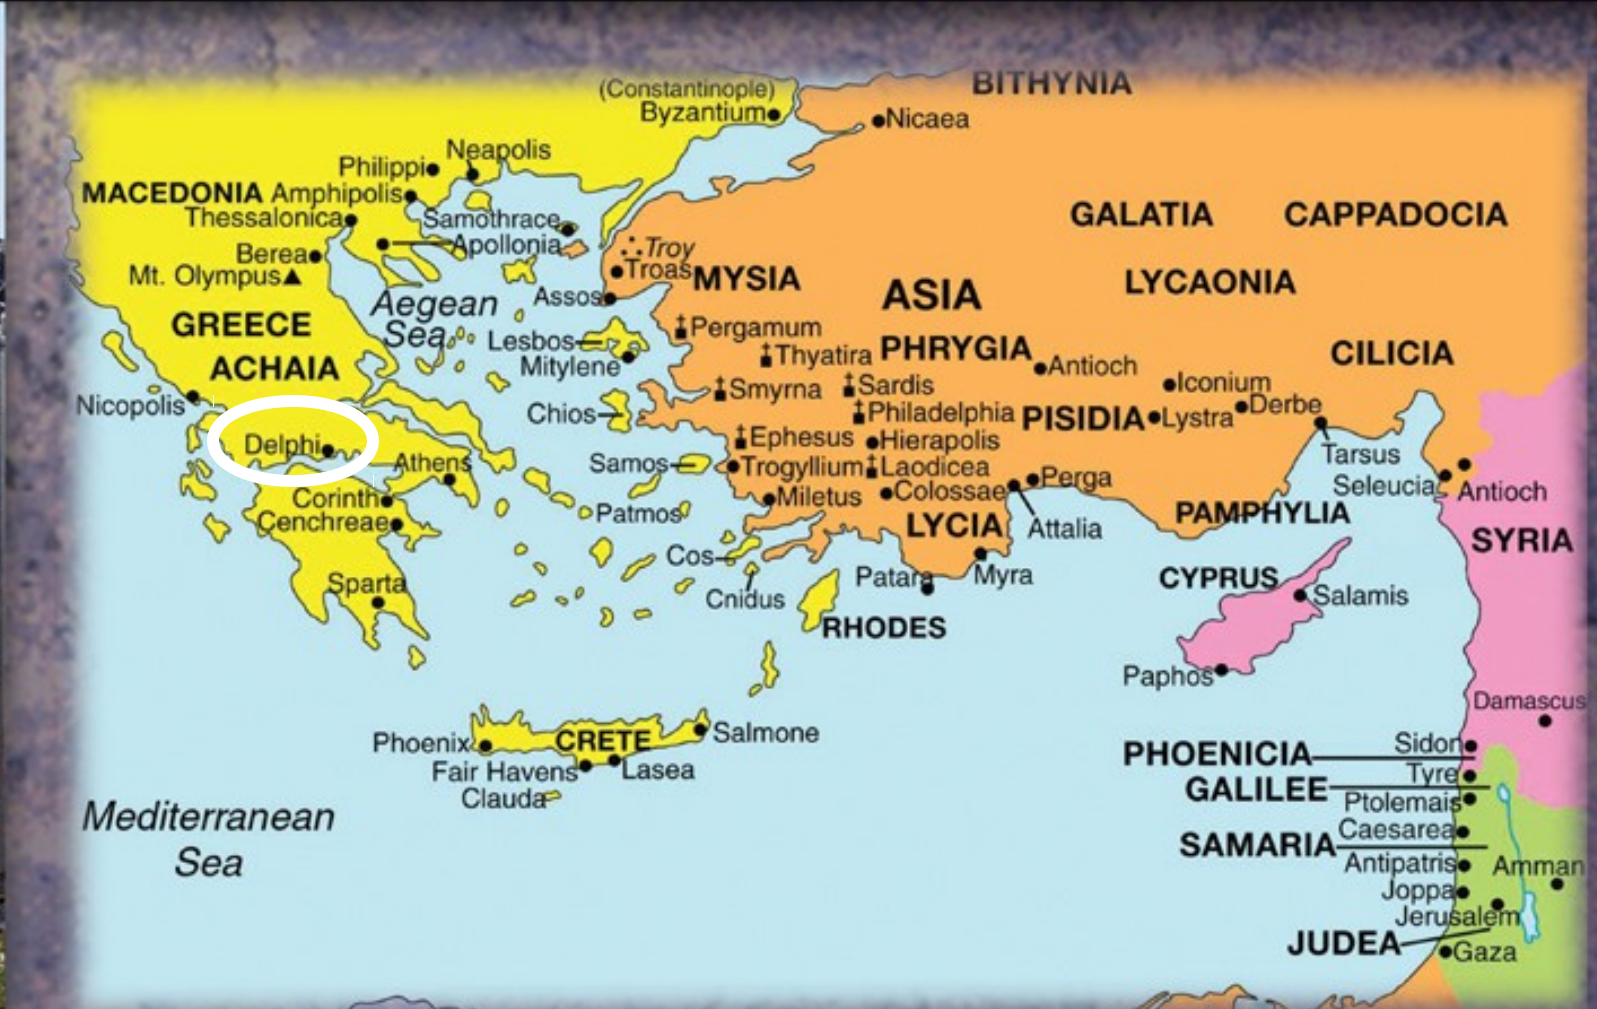 BITHYNIA
(Constantinople)
Byzantium
Nicaea
Neapolis
Philippi
MACEDONIA
Amphipolis
Thessalonica
Samothrace
Apollonia
Berea
Mt. Olympus
Troy
Troas
MYSIA
GALATIA
CAPPADOCIA
LYCAONIA
ASIA
Aegean
Sea
Assos
GREECE
ACHAIA
Lesbos
Mitylene
Pergamum
Thyatira
PHRYGIA
Antioch
CILICIA
Nicopolis
Smyrna
Sardis
Iconium
Derbe
Chios
Philadelphia
PISIDIA
Lystra
Delphi
Athens
Ephesus
Hierapolis
Tarsus
Samos
Trogyllium
Laodicea
Perga
Seleucia
Antioch
Corinth
Cenchreae
Miletus
Colossae
Patmos
LYCIA
Attalia
PAMPHYLIA
SYRIA
Cos
Cnidus
Patara
Myra
CYPRUS
Salamis
Sparta
RHODES
Paphos
Damascus
Phoenix
CRETE
Salmone
Fair Havens
Lasea
Clauda
PHOENICIA
Sidon
Tyre
GALILEE
Ptolemais
Mediterranean
Sea
SAMARIA
Caesarea
Antipatris
Amman
Joppa
Jerusalem
JUDEA
Gaza